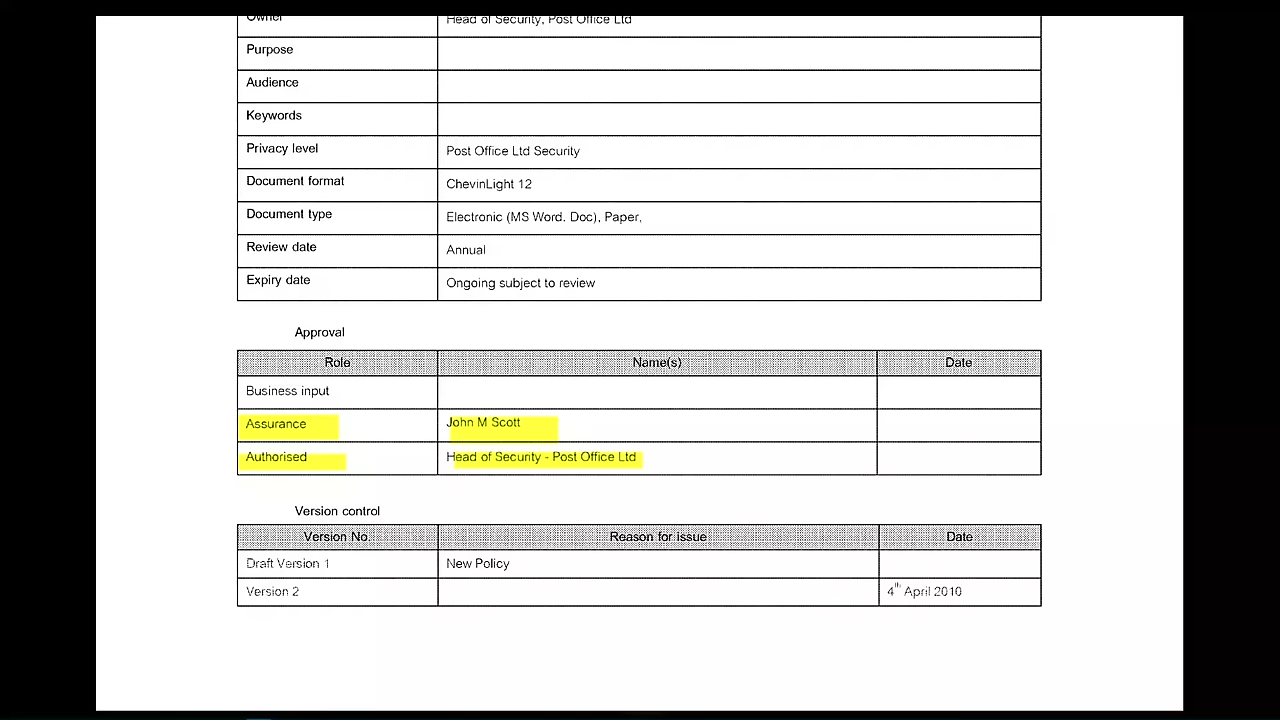 Owner Head of Security, Post Office Ltd
Purpose
Audience
Keywords
Privacy level Post Office Ltd Security
Document format ChevinLight 12
Document type Electronic (MS Word. Doc), Paper,
Review date Annual
Expiry date Ongoing subject to review
Approval
Role Name(s) Date
Business input
Assurance John M Scott
Authorised Head of Security - Post Office Ltd
Version control
Version No. Reason for issue Date
Draft Version 1 New Policy
Version 2 4th April 2010